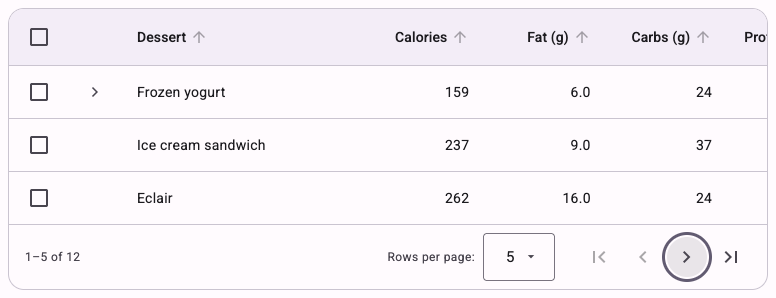 Dessert Calories Fat (g) Carbs (g)
Frozen yogurt 159 6.0 24
Ice cream sandwich 237 9.0 37
Eclair 262 16.0 24
1–5 of 12 Rows per page: 5